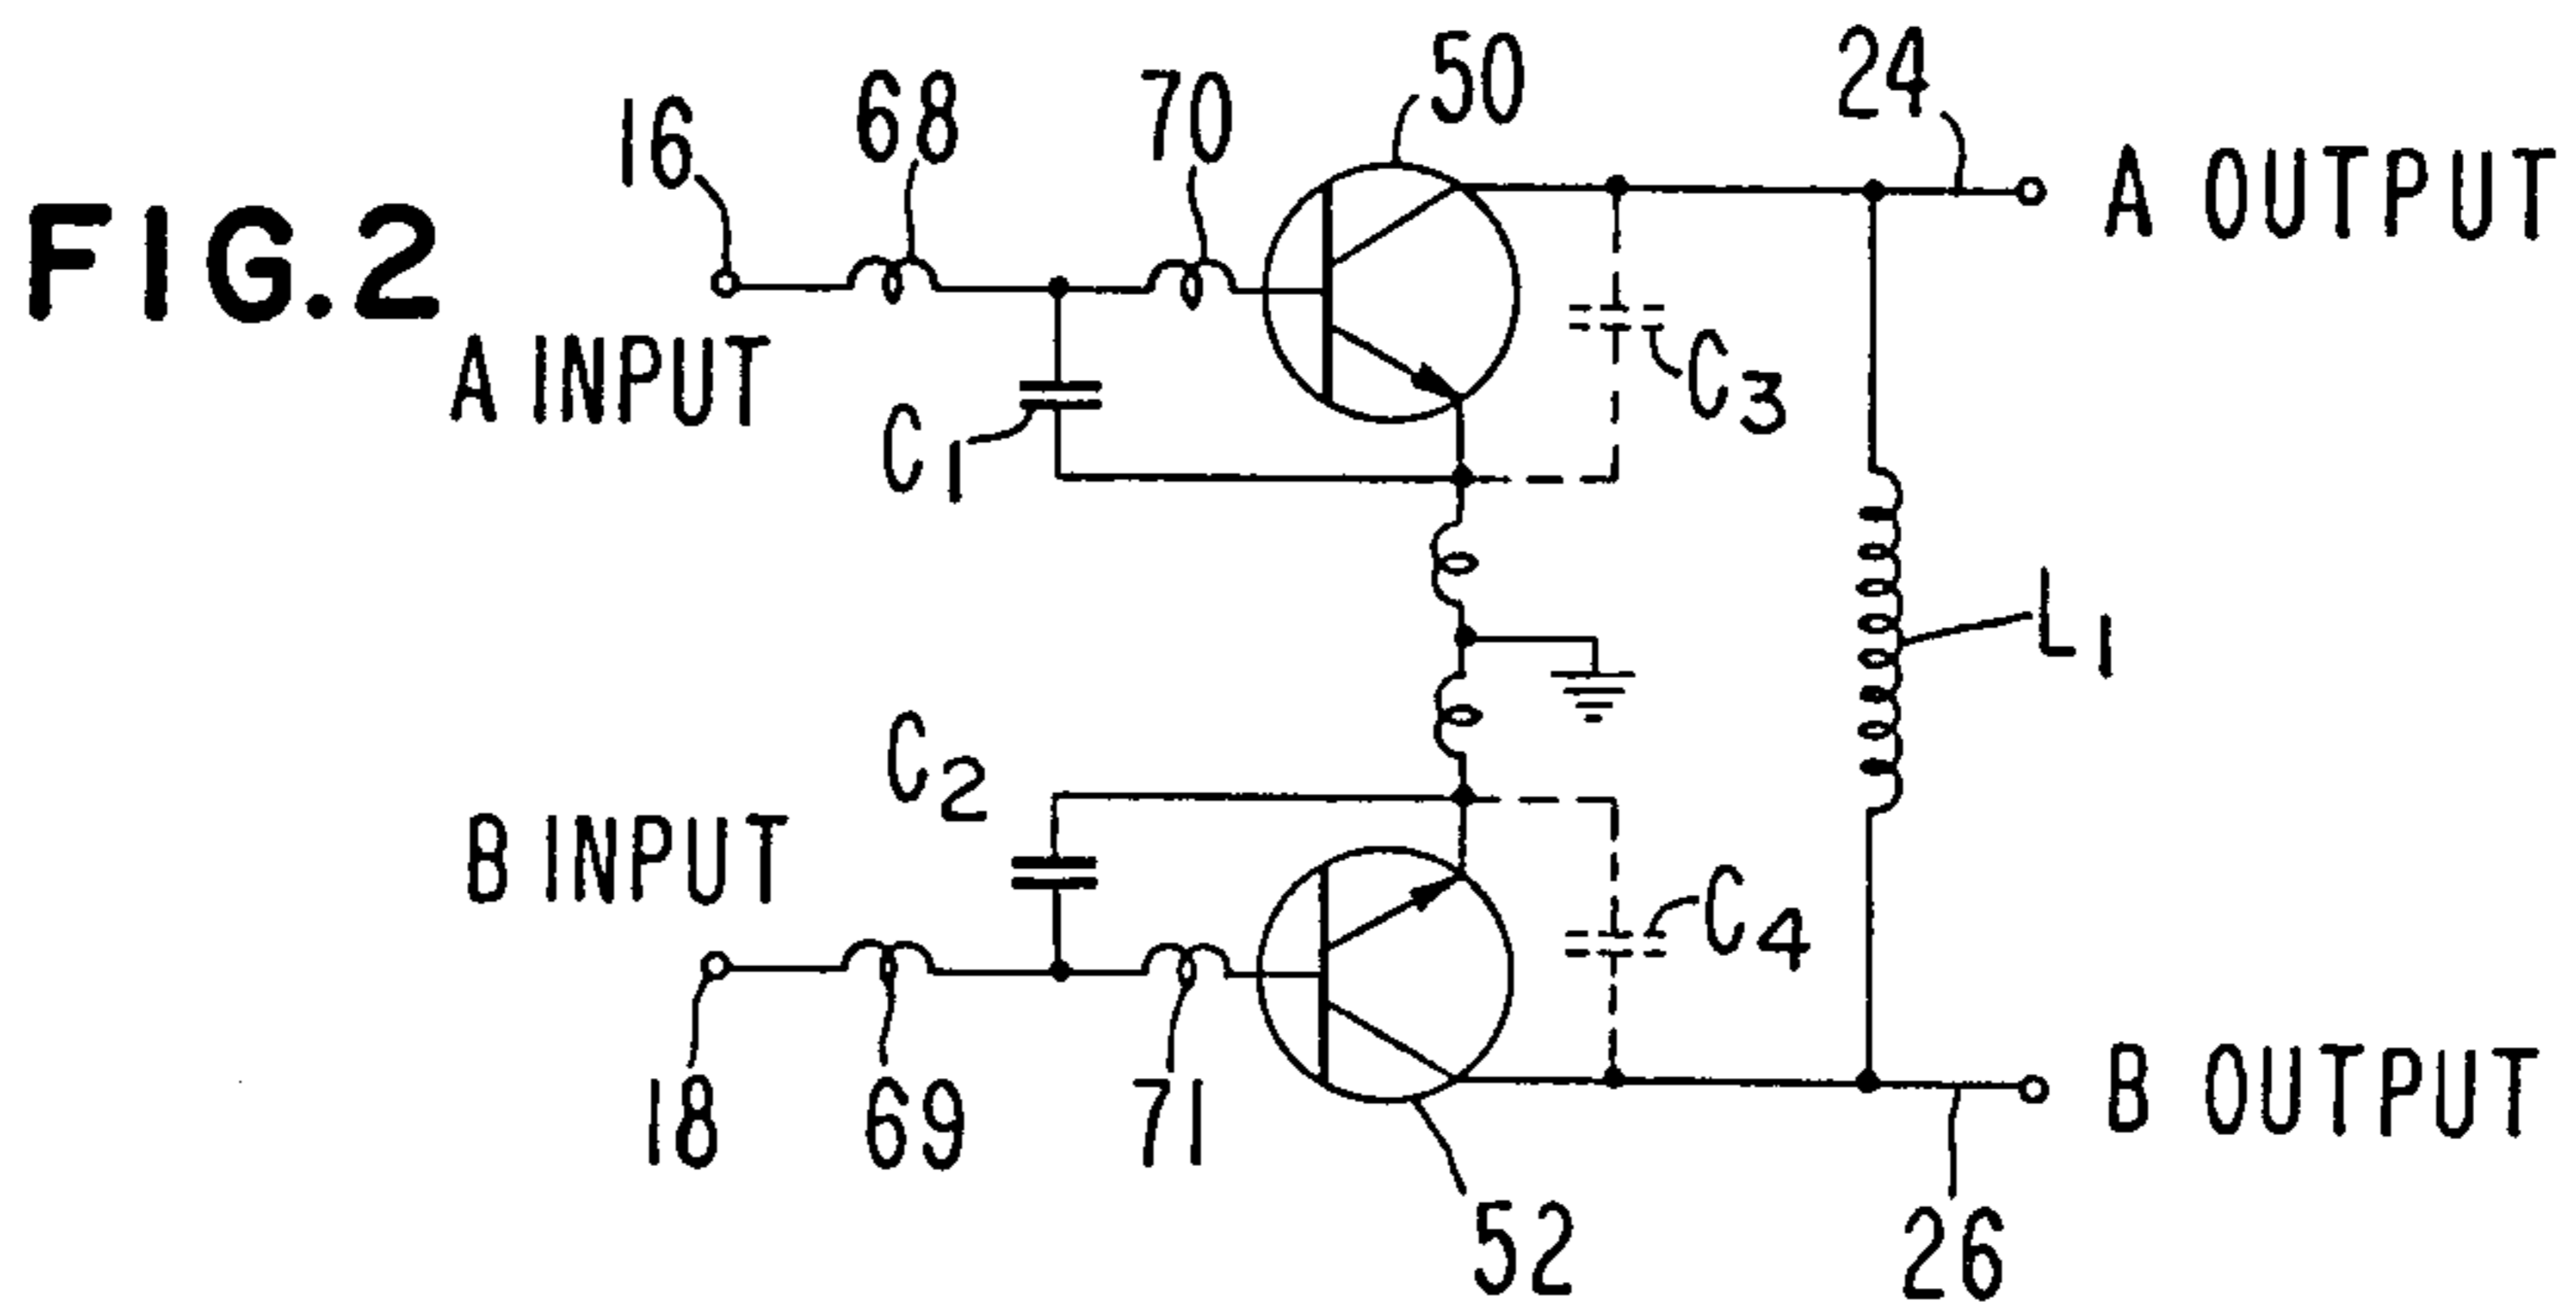 FIG.2
16
68
70
50
24
A OUTPUT
A INPUT
C1
C3
L1
C2
B INPUT
C4
18
69
71
52
B OUTPUT
26